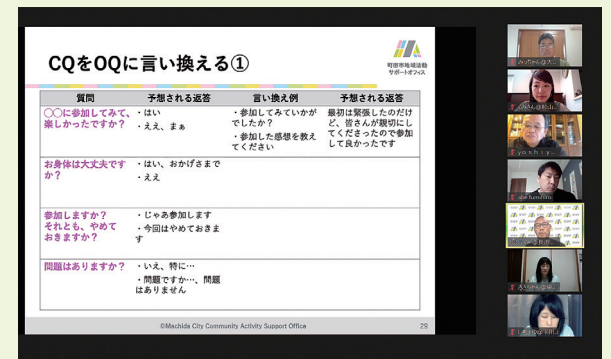 CQをOQに言い換える①
町田市地域活動
サポートオフィス
質問 予想される返答 言い換え例 予想される返答
〇〇に参加してみて、
楽しかったですか？
・はい
・ええ、まぁ
・参加してみていかが
でしたか？
・参加した感想を教え
てください
最初は緊張したのだけ
ど、皆さんが親切にし
てくださったので参加
して良かったです
お身体は大丈夫です
か？
・はい、おかげさまで
・ええ
参加しますか？
それとも、やめて
おきますか？
・じゃあ参加します
・今回はやめておきま
す
問題はありますか？
・いえ、特に…
・問題ですか…、問題
はありません
©Machida City Community Activity Support Office 29